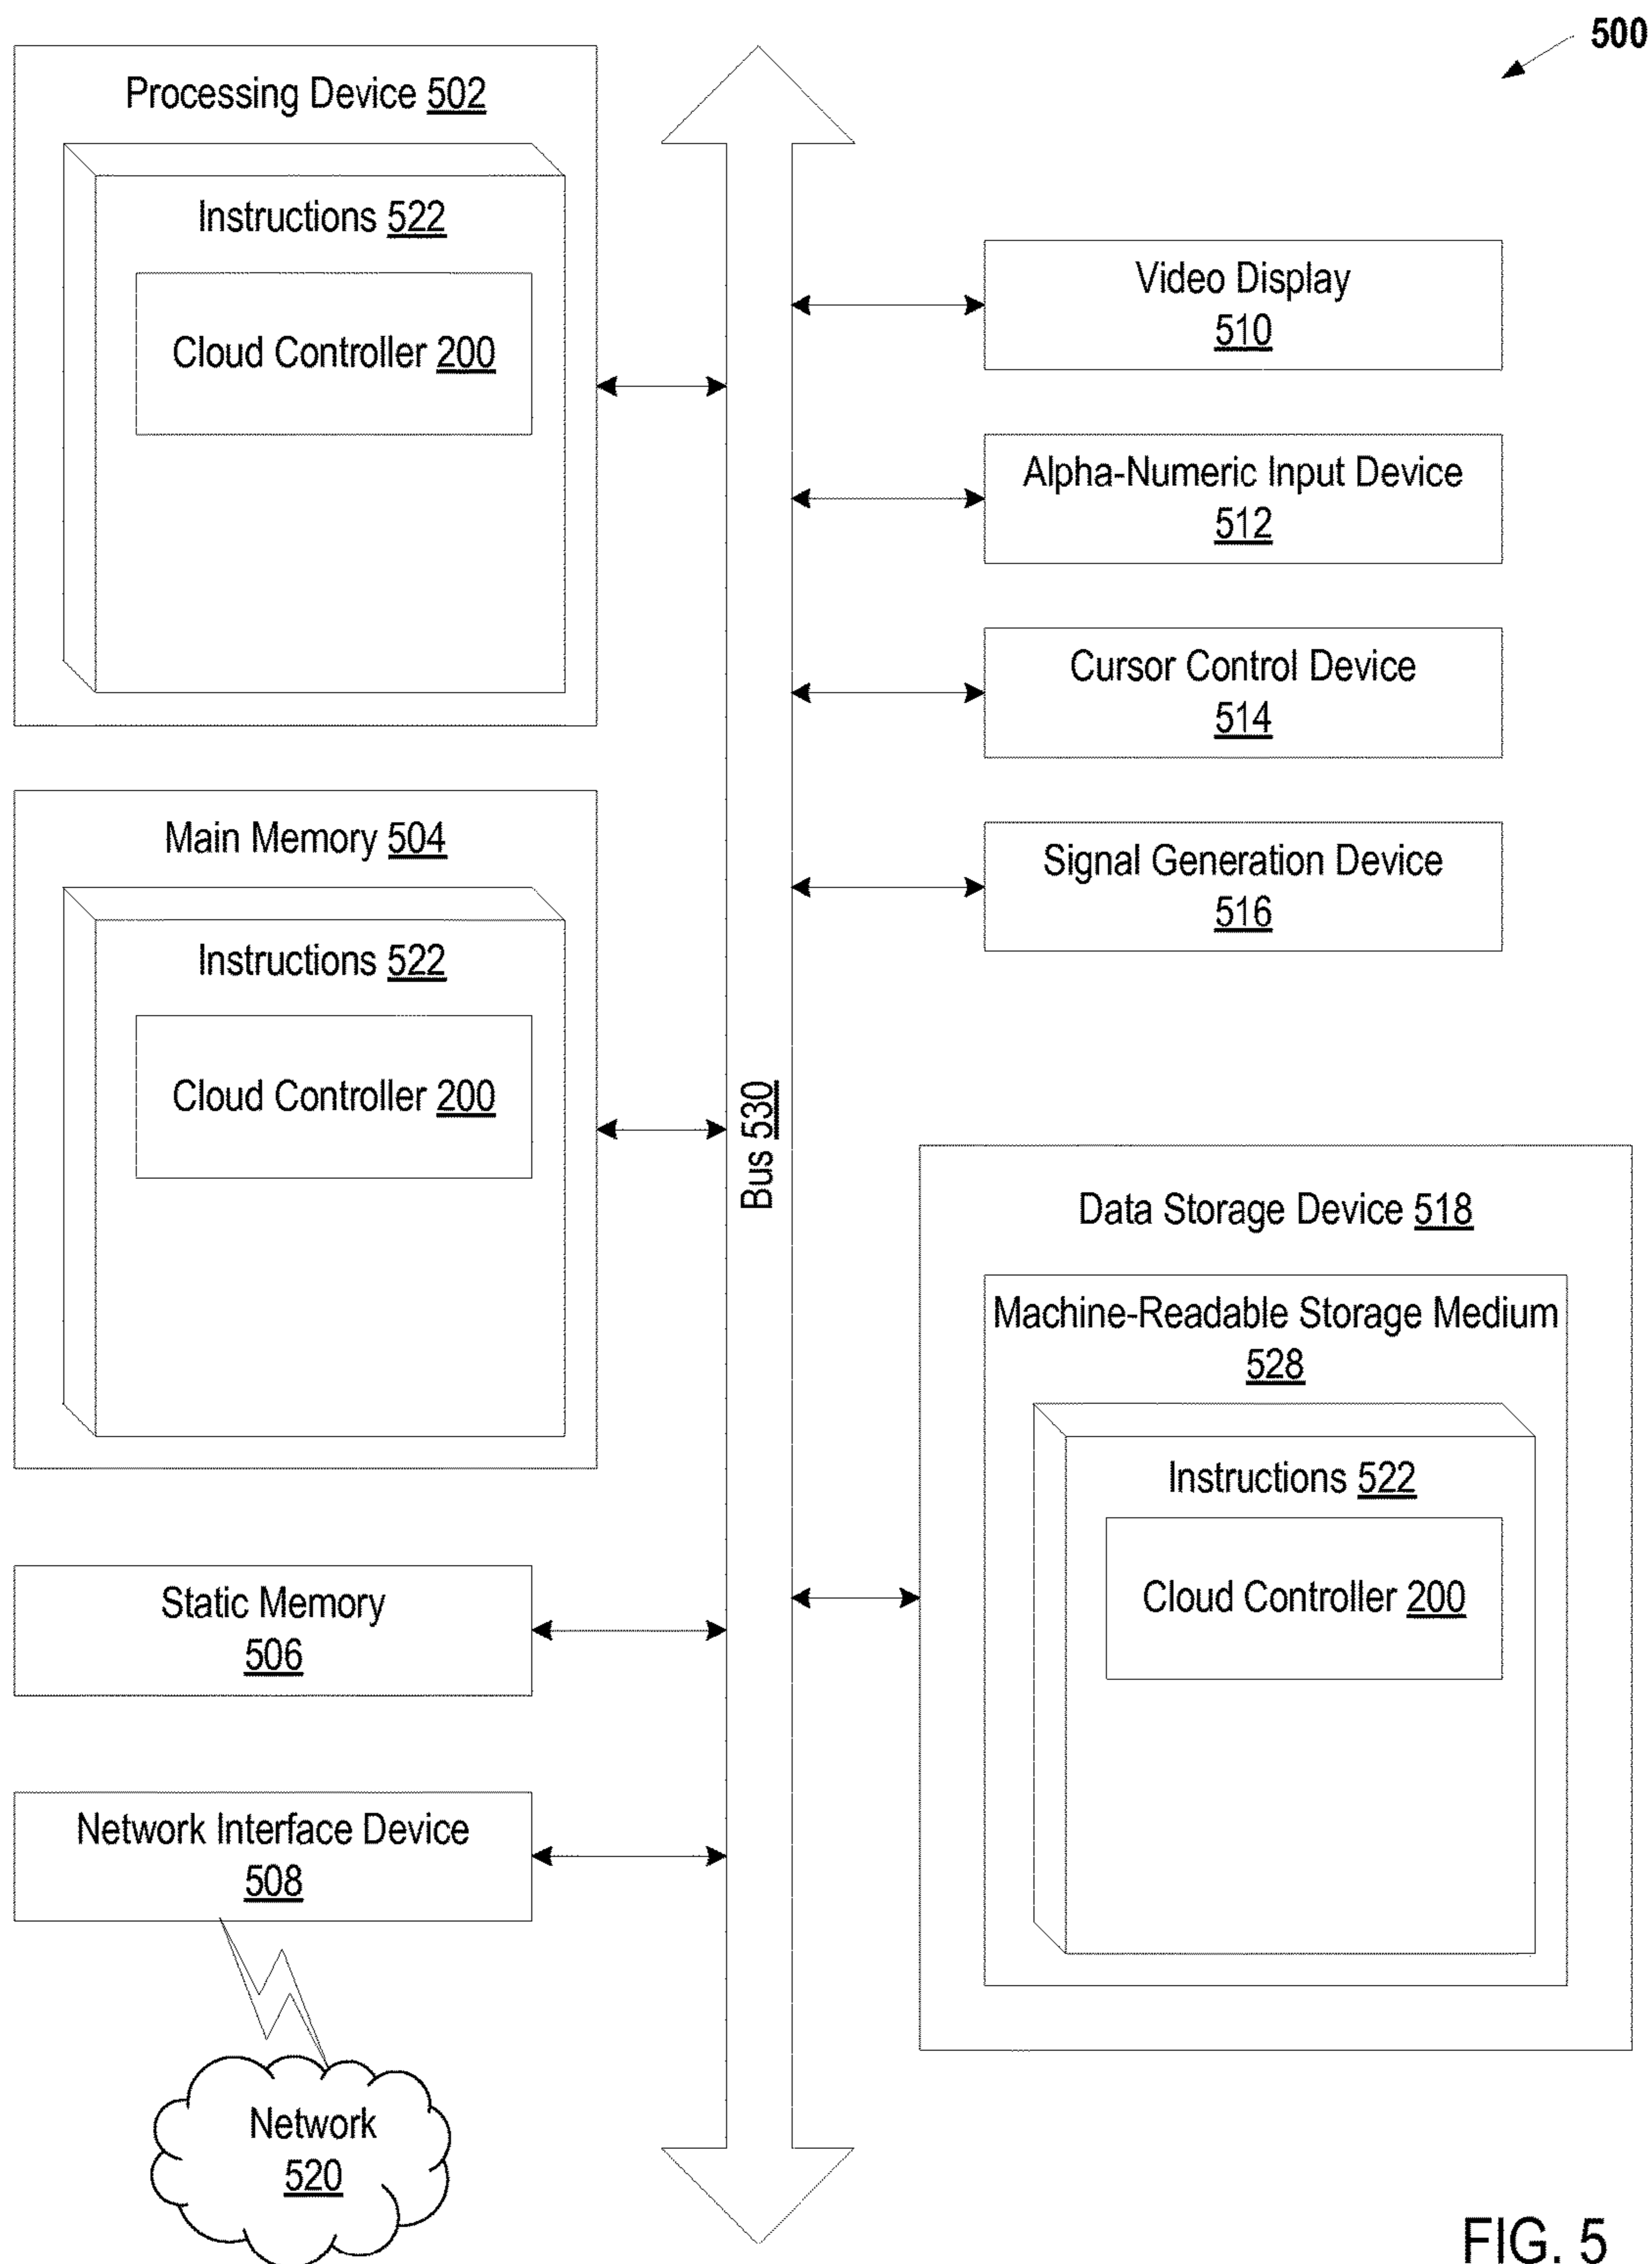 500
Processing Device 502
Instructions 522
Cloud Controller 200
Main Memory 504
Instructions 522
Cloud Controller 200
Static Memory
506
Network Interface Device
508
Network
520
Bus 530
Video Display
510
Alpha-Numeric Input Device
512
Cursor Control Device
514
Signal Generation Device
516
Data Storage Device 518
Machine-Readable Storage Medium
528
Instructions 522
Cloud Controller 200
FIG. 5